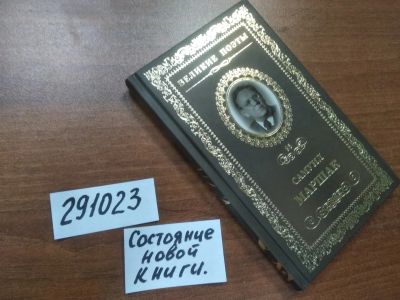 ВЕЛИКИЕ ПОЭТЫ
САМУИЛ
МАРШАК
291023
Состояние
новой
книги.